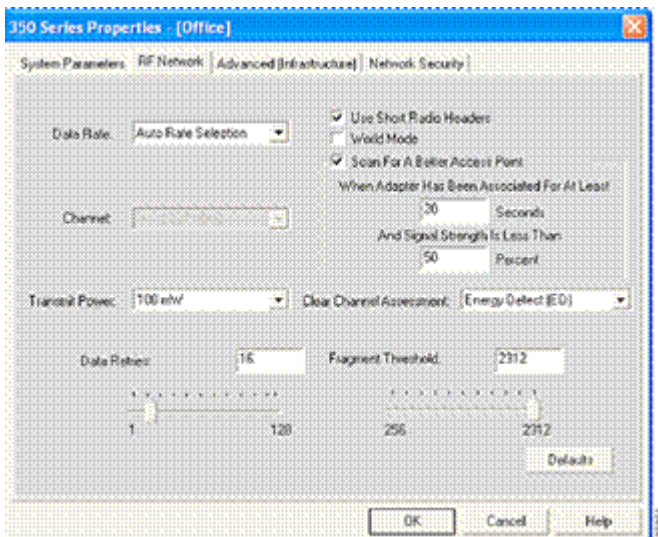 350 Series Properties - [Office]
System Parameters RF Network Advanced (Infrastructure) Network Security
Data Rate: Auto Rate Selection
Use Short Radio Headers
World Mode
Scan For A Better Access Point
When Adapter Has Been Associated For At Least
20 Seconds
And Signal Strength Is Less Than
50 Percent
Channel:
Transmit Power: 100 mW
Clear Channel Assessment: Energy Detect (ED)
Data Retries: 16
Fragment Threshold: 2312
1 128
256 2312
Defaults
OK Cancel Help